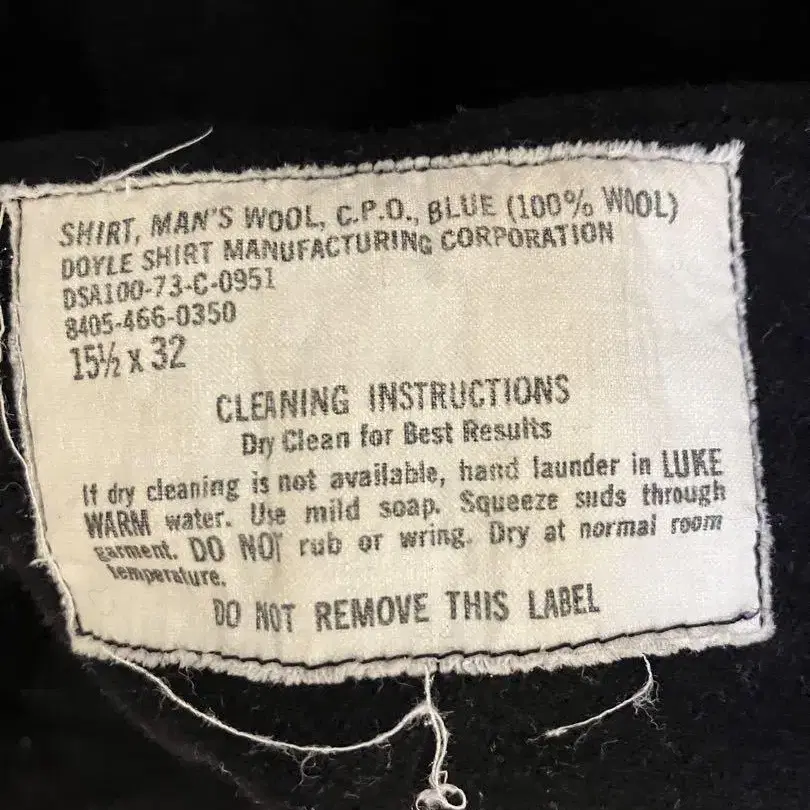 SHIRT, MAN'S WOOL, C.P.O., BLUE (100% WOOL)
DOYLE SHIRT MANUFACTURING CORPORATION
DSA100-73-C-0951
8405-466-0350
15½ x 32
CLEANING INSTRUCTIONS
Dry Clean for Best Results
If dry cleaning is not available, hand launder in LUKE
WARM water. Use mild soap. Squeeze suds through
garment. DO NOT rub or wring. Dry at normal room
temperature.
DO NOT REMOVE THIS LABEL